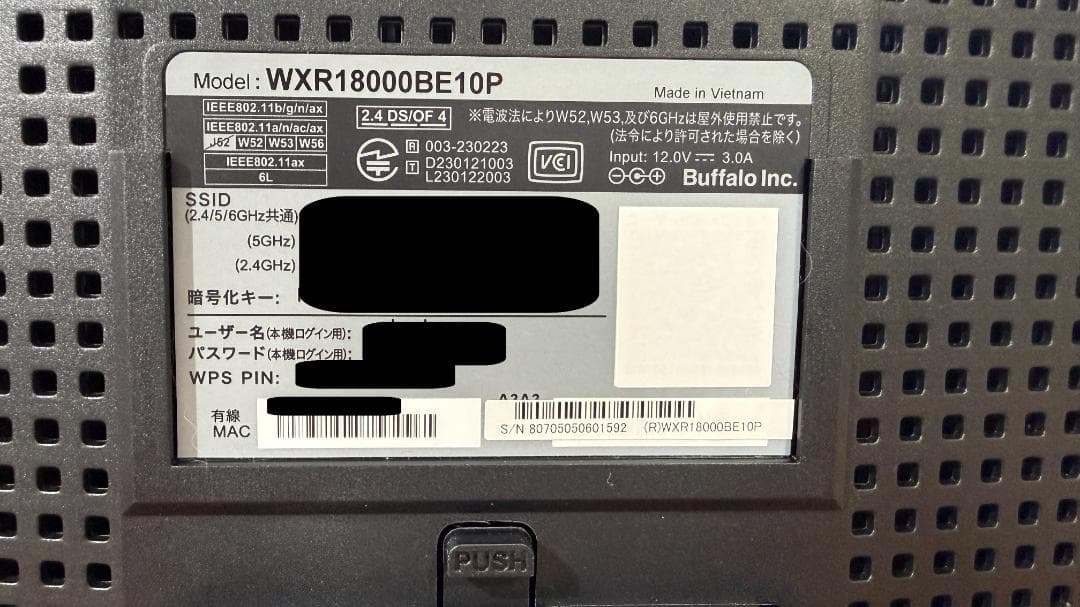 Model : WXR18000BE10P
Made in Vietnam
IEEE802.11b/g/n/ax
IEEE802.11a/n/ac/ax
J52 W52 W53 W56
IEEE802.11ax
6L
2.4 DS/OF 4
※電波法によりW52,W53,及び6GHzは屋外使用禁止です。
(法令により許可された場合を除く)
R 003-230223
T D230121003
L230122003
VCI
Input: 12.0V 3.0A
Buffalo Inc.
SSID
(2.4/5/6GHz共通)
(5GHz)
(2.4GHz)
暗号化キー:
ユーザー名(本機ログイン用):
パスワード(本機ログイン用):
WPS PIN:
有線
MAC
S/N 80705050601592 (R)WXR18000BE10P
PUSH